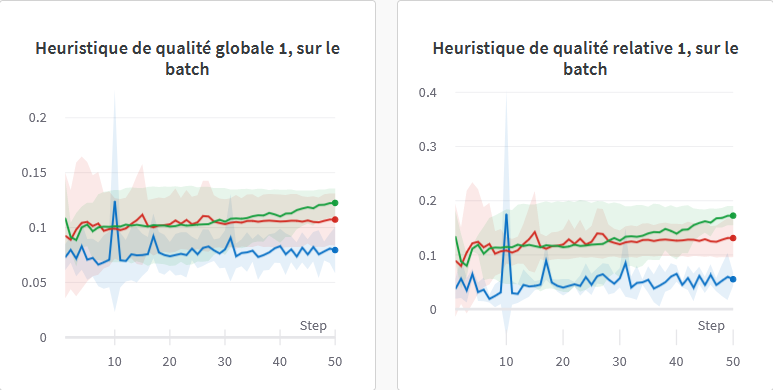 Heuristique de qualité globale 1, sur le
batch
0.2
0.15
0.1
0.05
0
Step
10 20 30 40 50
Heuristique de qualité relative 1, sur le
batch
0.4
0.3
0.2
0.1
0
Step
10 20 30 40 50